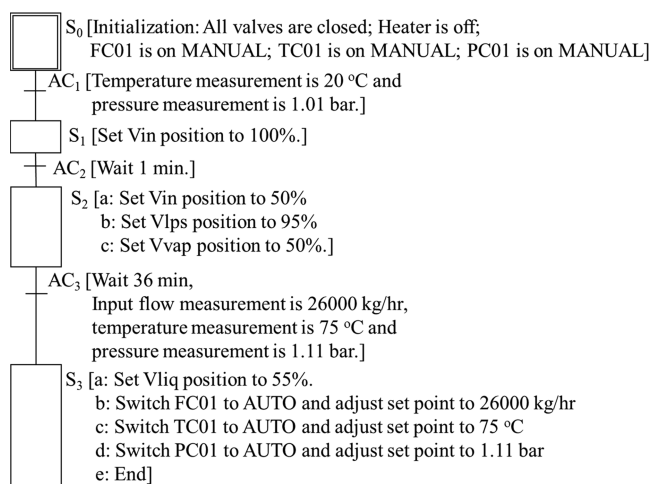 S₀ [Initialization: All valves are closed; Heater is off;
FC01 is on MANUAL; TC01 is on MANUAL; PC01 is on MANUAL]
AC₁ [Temperature measurement is 20 °C and
pressure measurement is 1.01 bar.]
S₁ [Set Vin position to 100%.]
AC₂ [Wait 1 min.]
S₂ [a: Set Vin position to 50%
b: Set Vlps position to 95%
c: Set Vvap position to 50%.]
AC₃ [Wait 36 min,
Input flow measurement is 26000 kg/hr,
temperature measurement is 75 °C and
pressure measurement is 1.11 bar.]
S₃ [a: Set Vliq position to 55%.
b: Switch FC01 to AUTO and adjust set point to 26000 kg/hr
c: Switch TC01 to AUTO and adjust set point to 75 °C
d: Switch PC01 to AUTO and adjust set point to 1.11 bar
e: End]